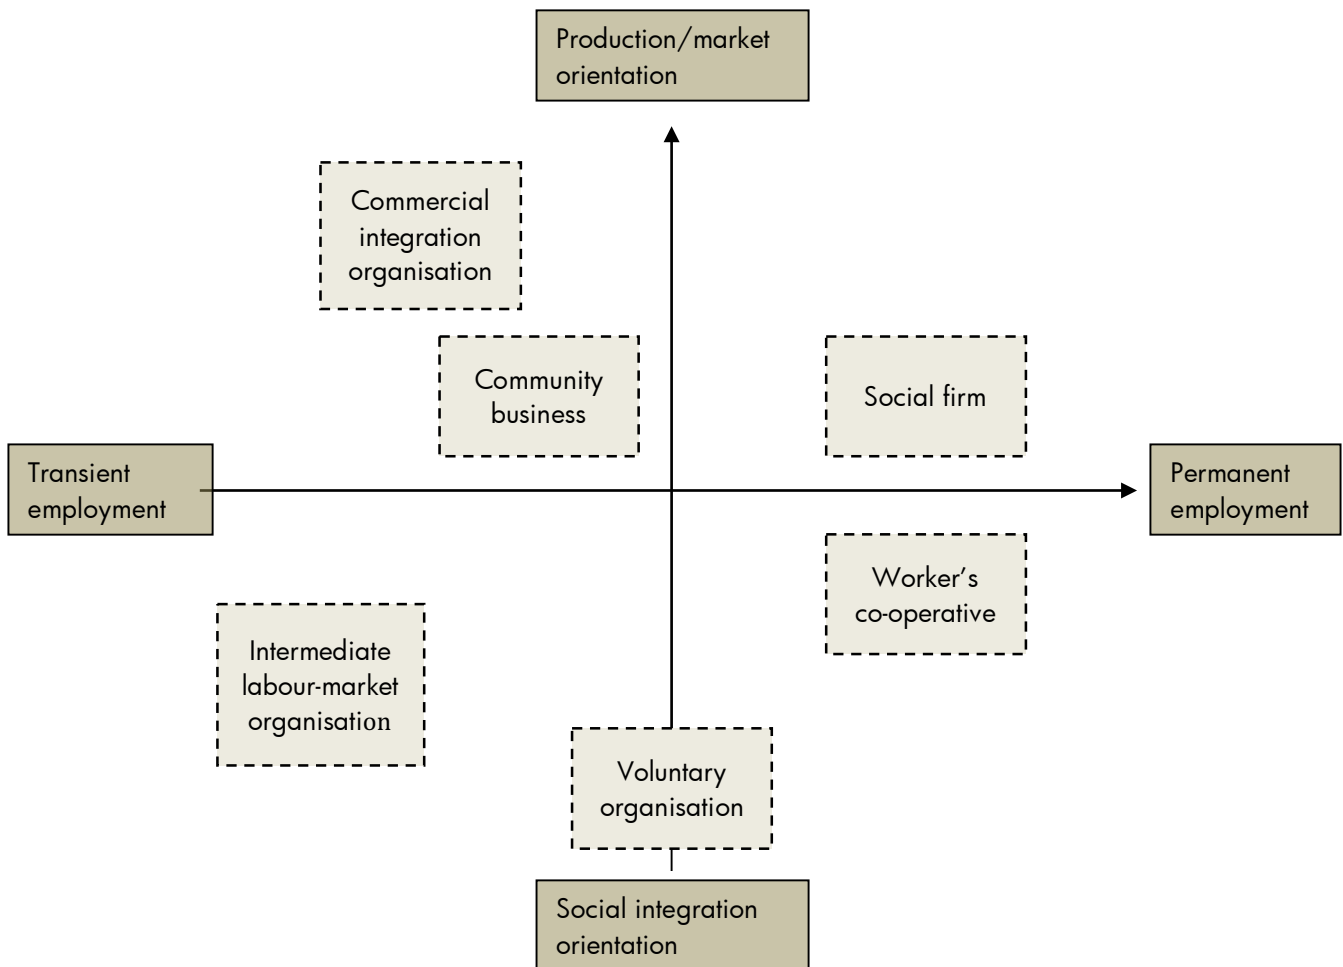 Production/market
orientation
Commercial
integration
organisation
Community
business
Social firm
Transient
employment
Permanent
employment
Worker’s
co-operative
Intermediate
labour-market
organisation
Voluntary
organisation
Social integration
orientation